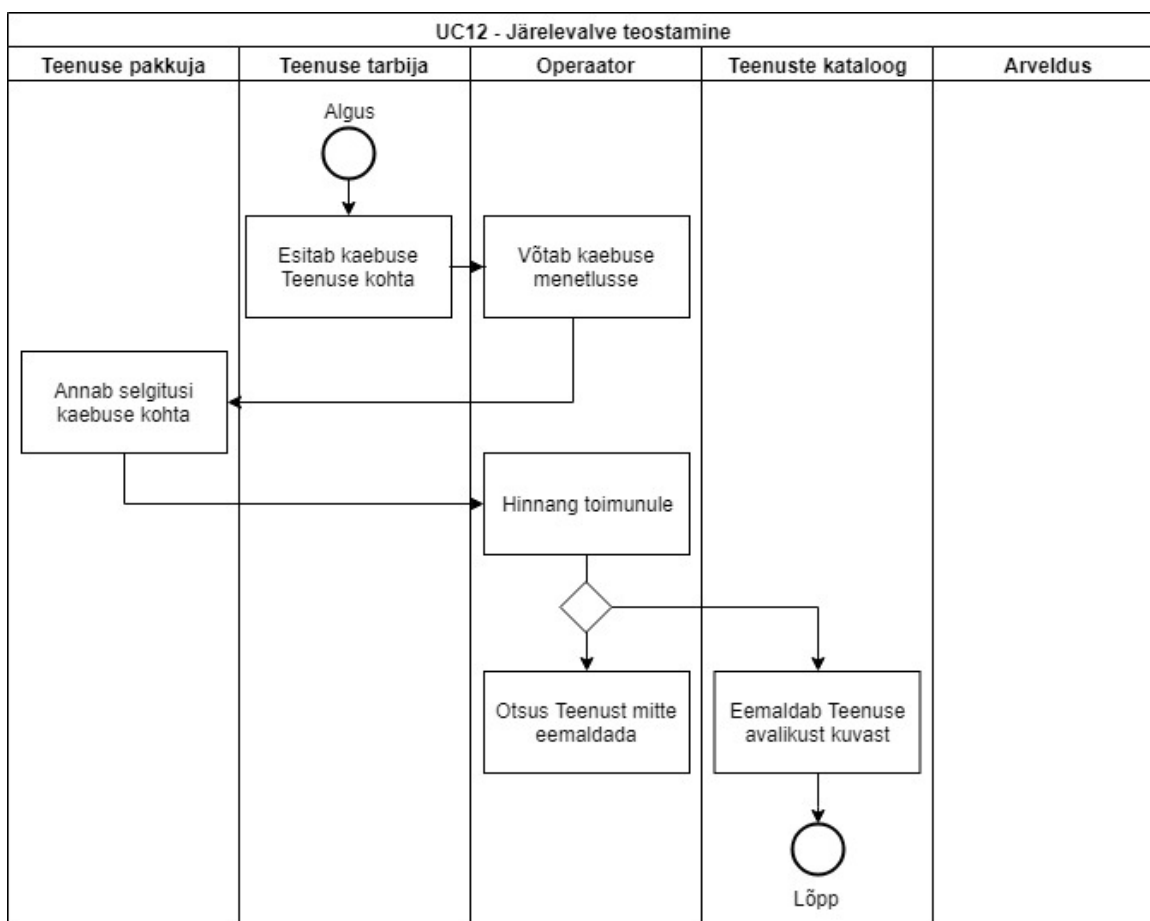 UC12 - Järelevalve teostamine
Teenuse pakkuja
Teenuse tarbija
Operaator
Teenuste kataloog
Arveldus
Algus
Esitab kaebuse
Teenuse kohta
Võtab kaebuse
menetlusse
Annab selgitusi
kaebuse kohta
Hinnang toimunule
Otsus Teenust mitte
eemaldada
Eemaldab Teenuse
avalikust kuvast
Lõpp